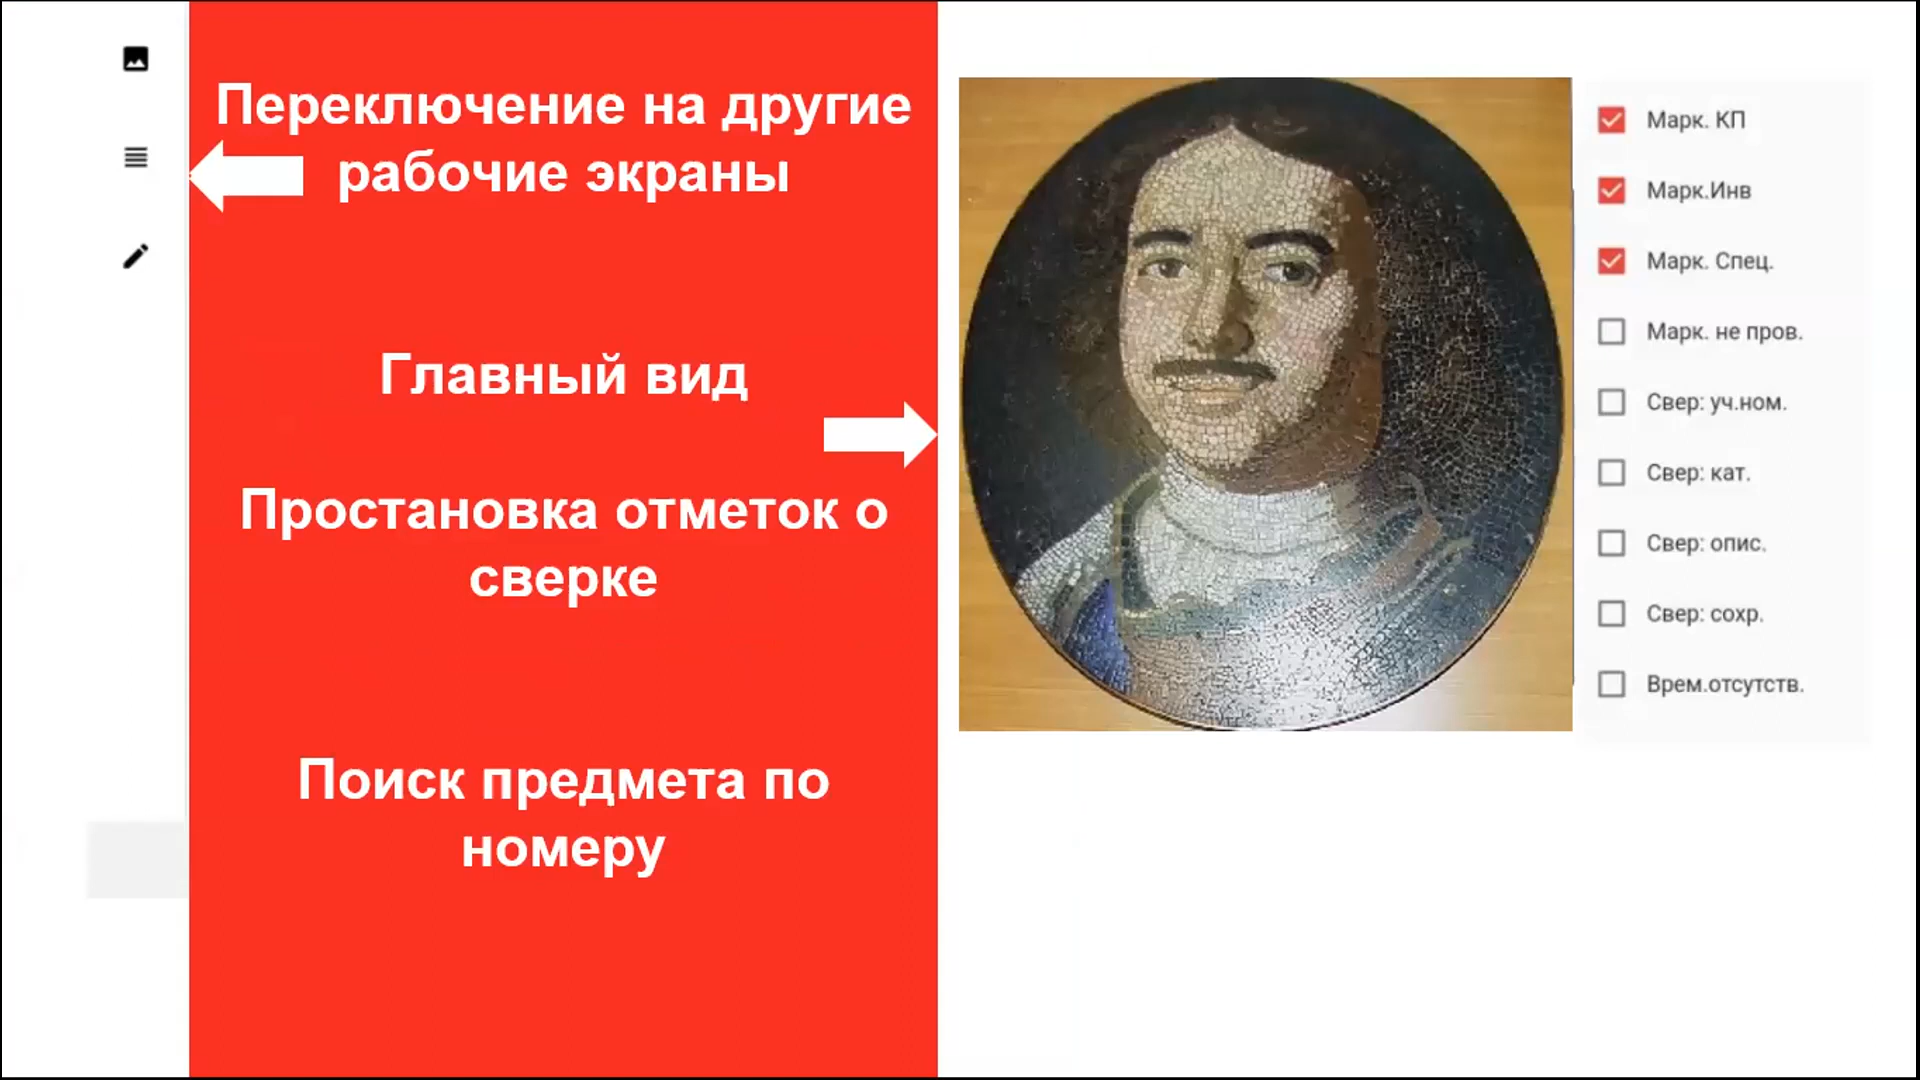 Переключение на другие
рабочие экраны
Главный вид
Простановка отметок о
сверке
Поиск предмета по
номеру
Марк. КП
Марк.Инв
Марк. Спец.
Марк. не пров.
Свер: уч.ном.
Свер: кат.
Свер: опис.
Свер: сохр.
Врем.отсутств.